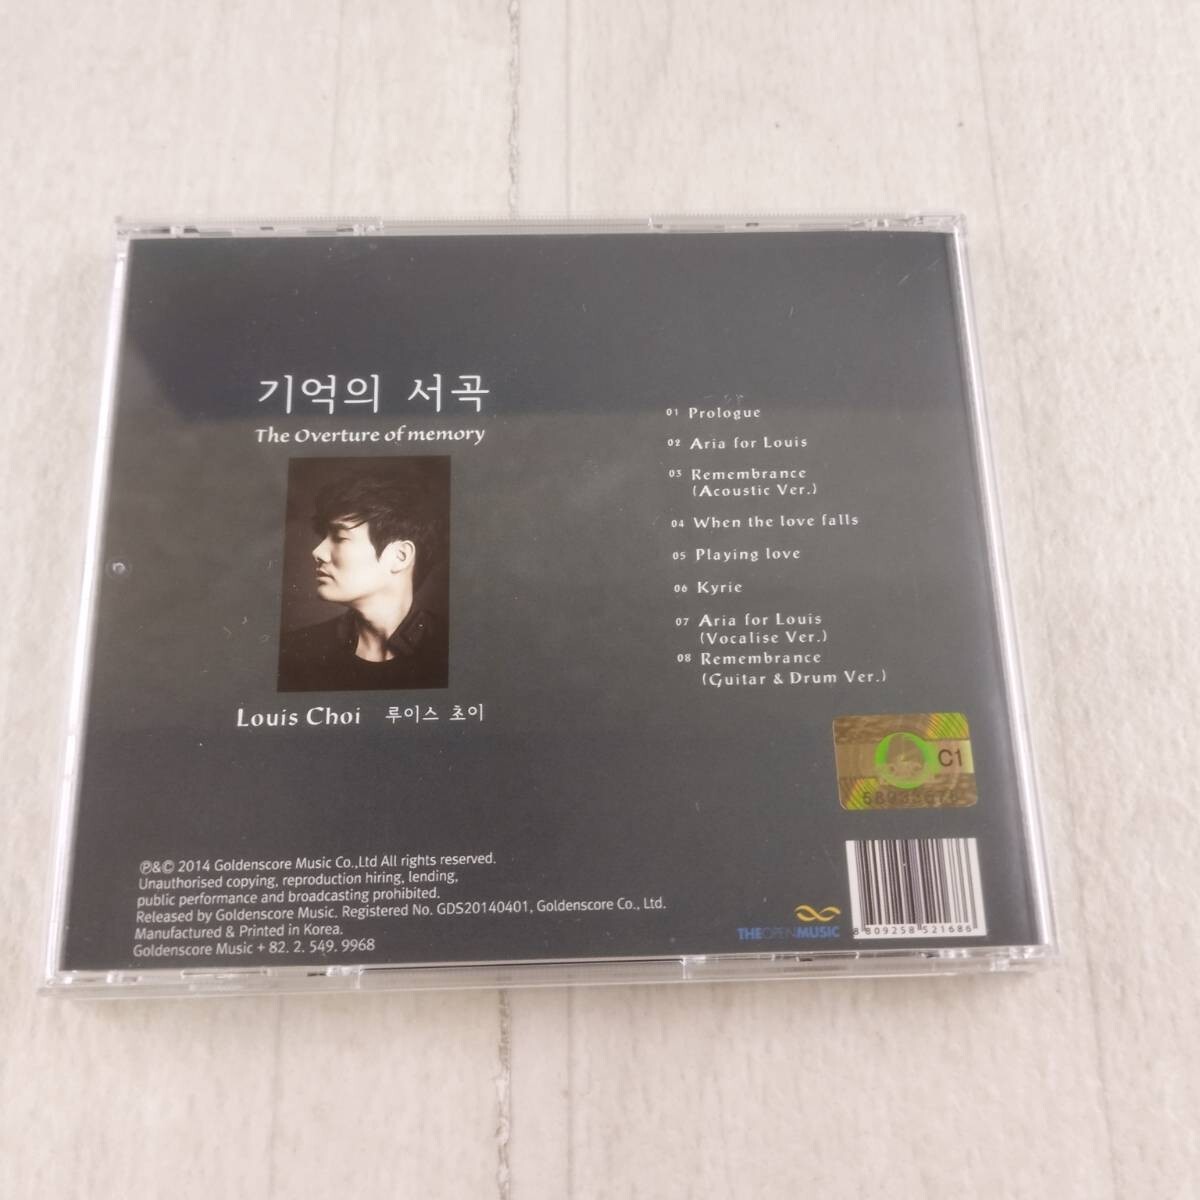 기억의 서곡
The Overture of memory
Louis Choi 루이스 초이
01 Prologue
02 Aria for Louis
03 Remembrance
(Acoustic Ver.)
04 When the love falls
05 Playing love
06 Kyrie
07 Aria for Louis
(Vocalise Ver.)
08 Remembrance
(Guitar & Drum Ver.)
C1
℗&© 2014 Goldenscore Music Co.,Ltd All rights reserved.
Unauthorised copying, reproduction hiring, lending,
public performance and broadcasting prohibited.
Released by Goldenscore Music. Registered No. GDS20140401, Goldenscore Co., Ltd.
Manufactured & Printed in Korea.
Goldenscore Music + 82. 2. 549. 9968
THEOPENMUSIC
8 809258 521686